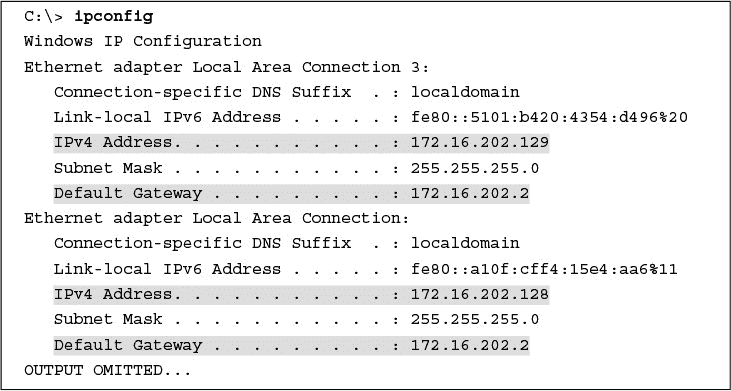 C:\> ipconfig
Windows IP Configuration
Ethernet adapter Local Area Connection 3:
Connection-specific DNS Suffix . : localdomain
Link-local IPv6 Address . . . . . : fe80::5101:b420:4354:d496%20
IPv4 Address. . . . . . . . . . . : 172.16.202.129
Subnet Mask . . . . . . . . . . . : 255.255.255.0
Default Gateway . . . . . . . . . : 172.16.202.2
Ethernet adapter Local Area Connection:
Connection-specific DNS Suffix . : localdomain
Link-local IPv6 Address . . . . . : fe80::a10f:cff4:15e4:aa6%11
IPv4 Address. . . . . . . . . . . : 172.16.202.128
Subnet Mask . . . . . . . . . . . : 255.255.255.0
Default Gateway . . . . . . . . . : 172.16.202.2
OUTPUT OMITTED...